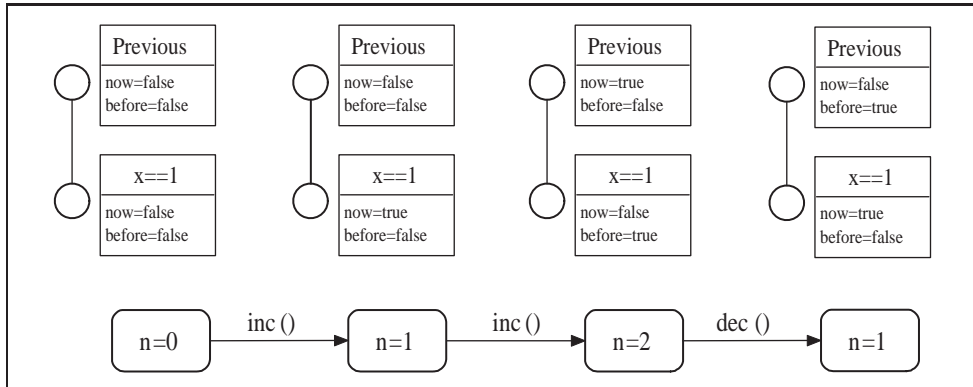 Previous
now=false
before=false
x==1
now=false
before=false
Previous
now=false
before=false
x==1
now=true
before=false
Previous
now=true
before=false
x==1
now=false
before=true
Previous
now=false
before=true
x==1
now=true
before=false
n=0
inc ()
n=1
inc ()
n=2
dec ()
n=1